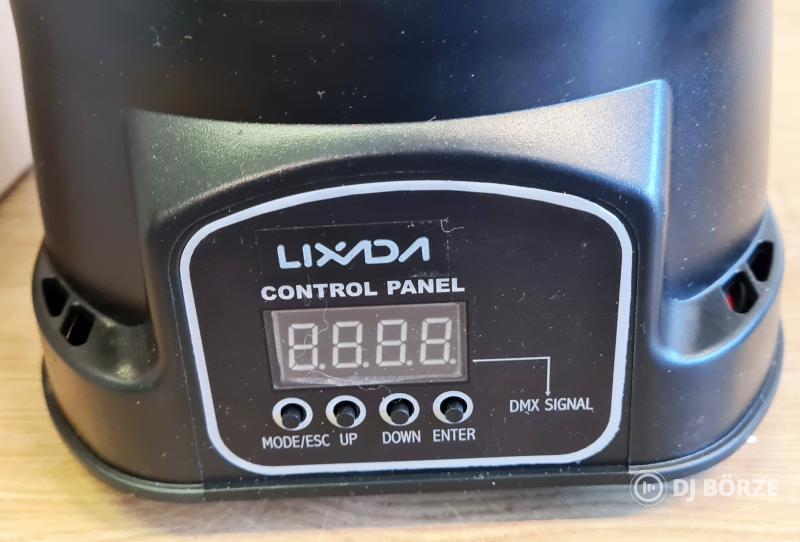 LIXADA
CONTROL PANEL
8.8.8.8.
DMX SIGNAL
MODE/ESC UP DOWN ENTER
DJ BÖRZE